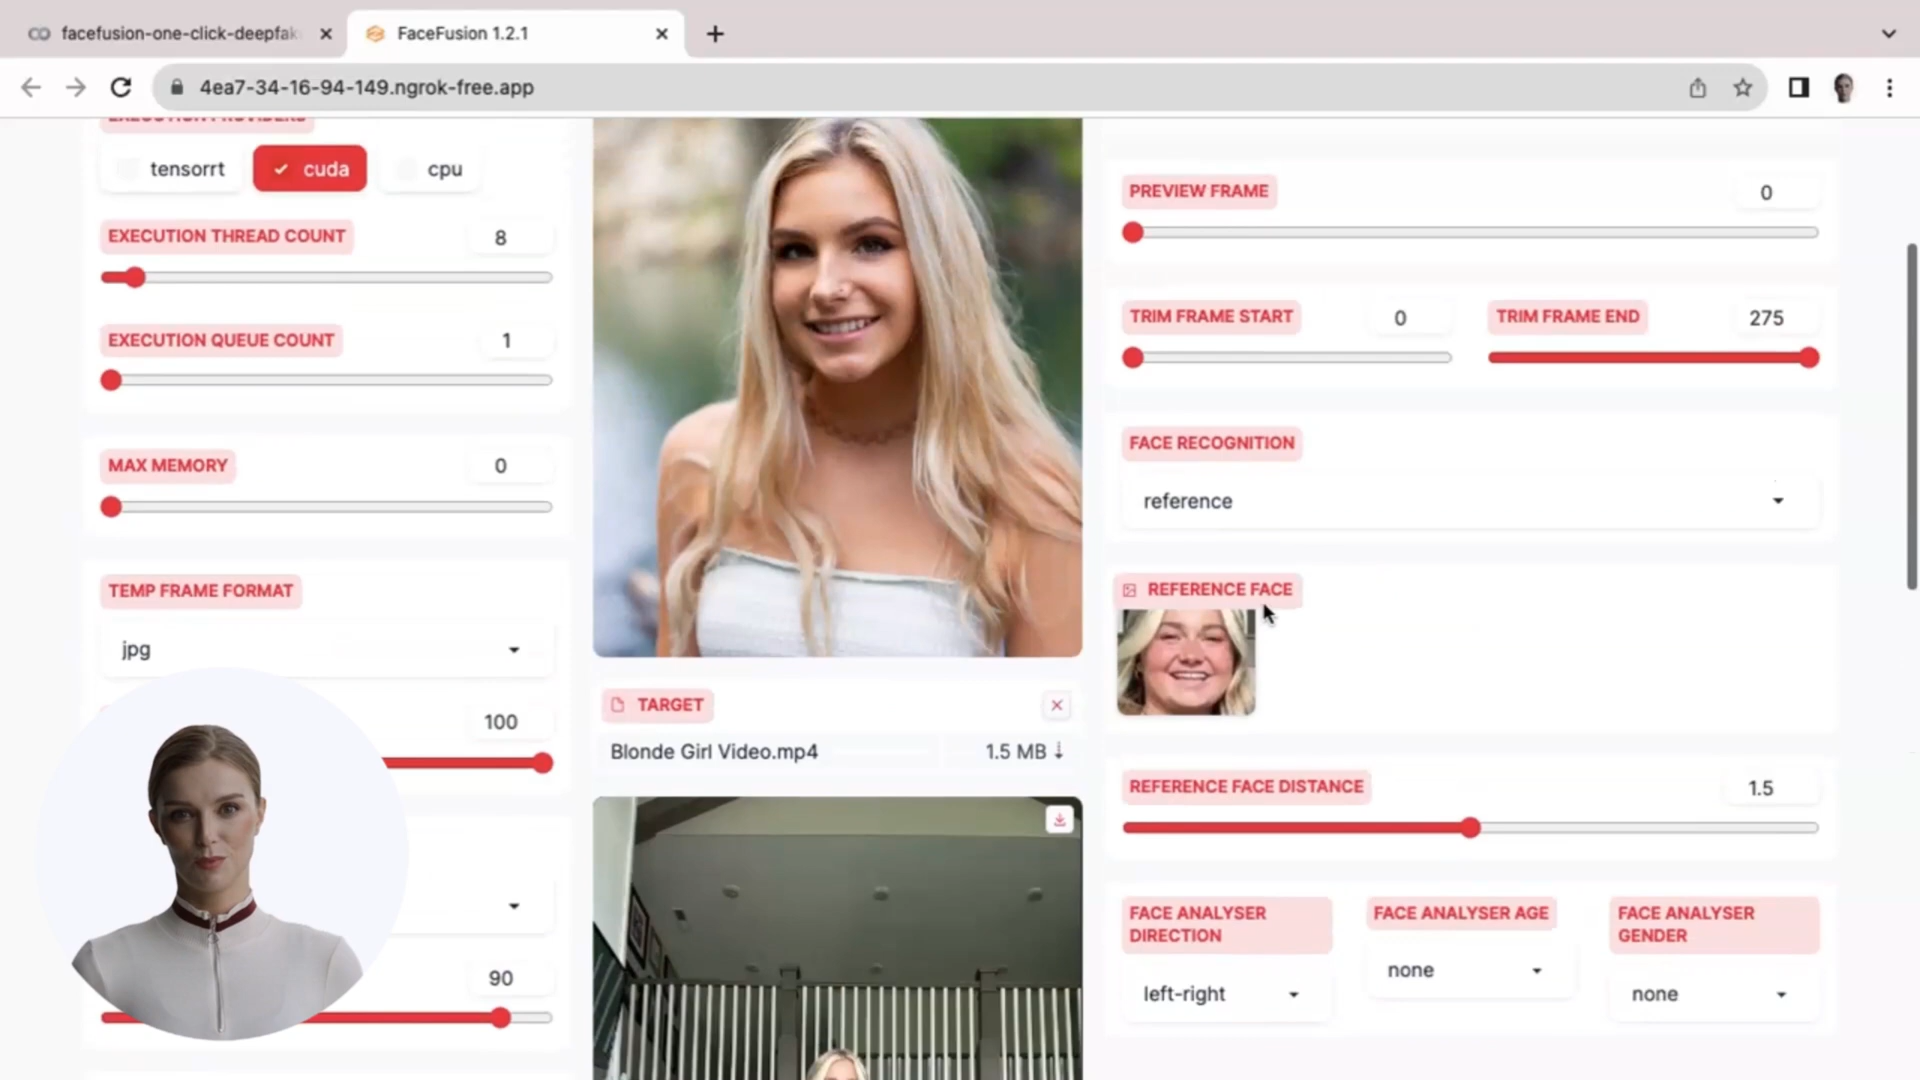 facefusion-one-click-deepfak
FaceFusion 1.2.1
4ea7-34-16-94-149.ngrok-free.app
EXECUTION PROVIDERS
tensorrt
cuda
cpu
EXECUTION THREAD COUNT
8
EXECUTION QUEUE COUNT
1
MAX MEMORY
0
TEMP FRAME FORMAT
jpg
100
90
TARGET
Blonde Girl Video.mp4
1.5 MB ↓
PREVIEW FRAME
0
TRIM FRAME START
0
TRIM FRAME END
275
FACE RECOGNITION
reference
REFERENCE FACE
REFERENCE FACE DISTANCE
1.5
FACE ANALYSER
DIRECTION
left-right
FACE ANALYSER AGE
none
FACE ANALYSER
GENDER
none